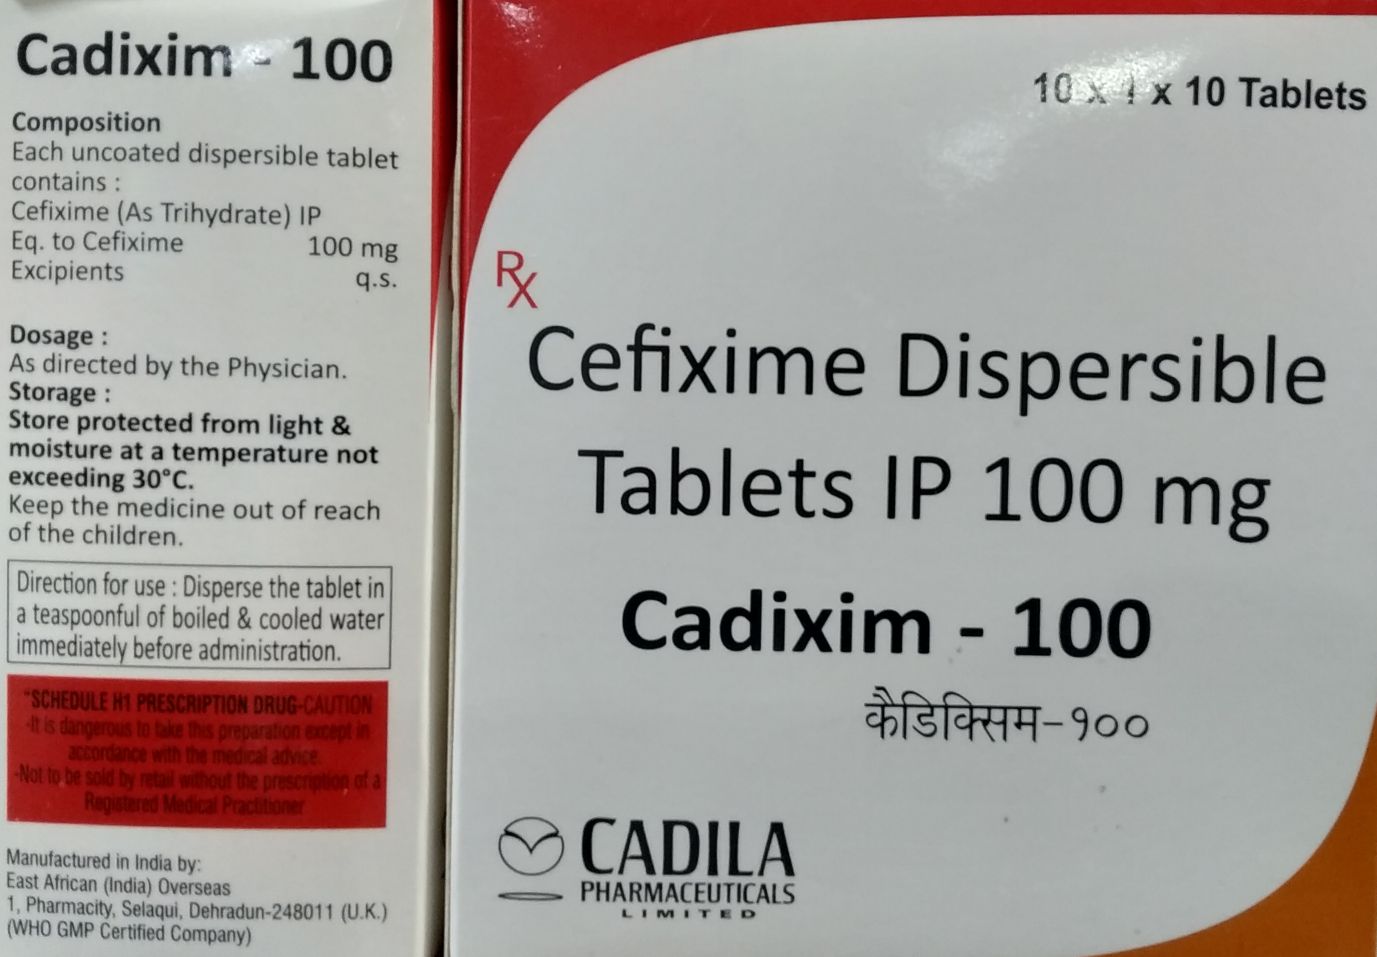 Cadixim - 100
Composition
Each uncoated dispersible tablet
contains :
Cefixime (As Trihydrate) IP
Eq. to Cefixime 100 mg
Excipients q.s.
Dosage :
As directed by the Physician.
Storage :
Store protected from light &
moisture at a temperature not
exceeding 30°C.
Keep the medicine out of reach
of the children.
Direction for use : Disperse the tablet in
a teaspoonful of boiled & cooled water
immediately before administration.
"SCHEDULE H1 PRESCRIPTION DRUG-CAUTION
-It is dangerous to take this preparation except in
accordance with the medical advice.
-Not to be sold by retail without the prescription of a
Registered Medical Practitioner
Manufactured in India by:
East African (India) Overseas
1, Pharmacity, Selaqui, Dehradun-248011 (U.K.)
(WHO GMP Certified Company)
10 x 1 x 10 Tablets
Rx
Cefixime Dispersible
Tablets IP 100 mg
Cadixim - 100
कैडिक्सिम-१००
CADILA
PHARMACEUTICALS
LIMITED